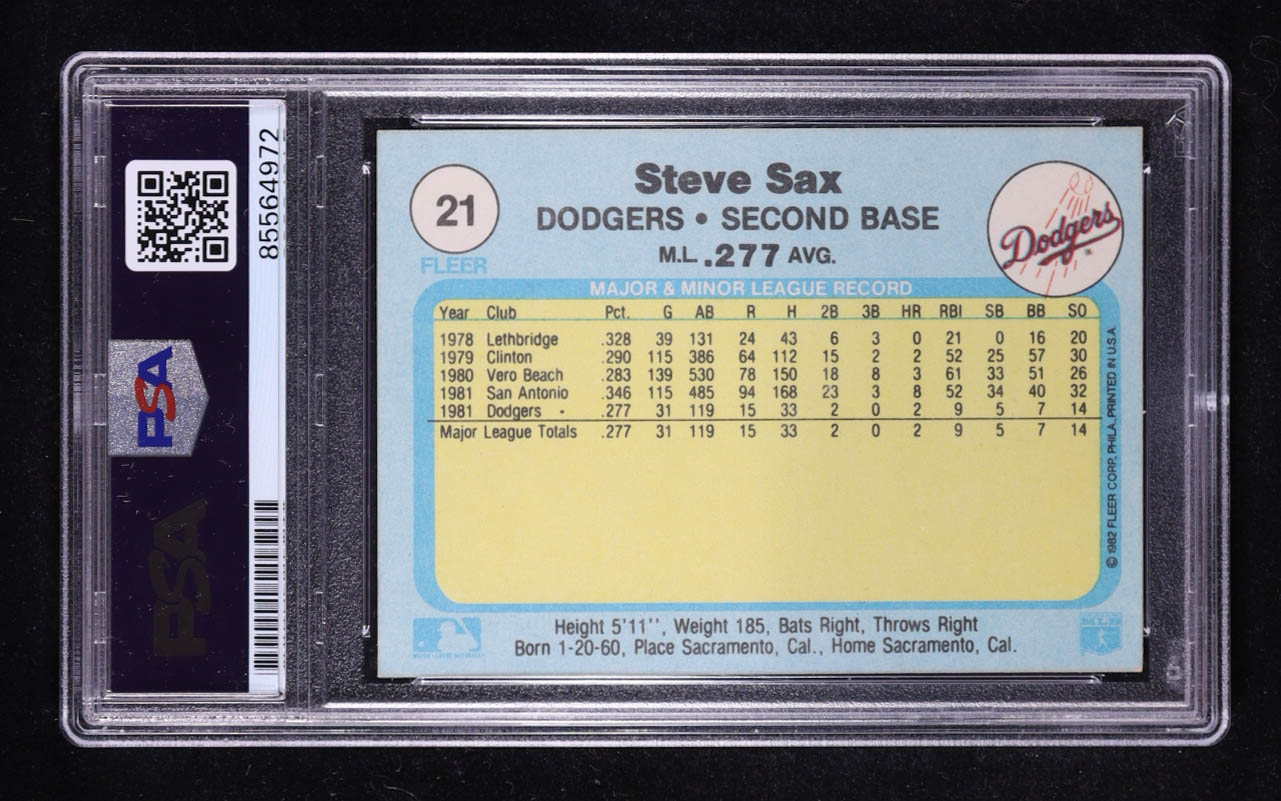 85564972
PSA
PSA
21
FLEER
Steve Sax
DODGERS • SECOND BASE
M.L. .277 AVG.
Dodgers
MAJOR & MINOR LEAGUE RECORD
Year Club Pct. G AB R H 2B 3B HR RBI SB BB SO
1978 Lethbridge .328 39 131 24 43 6 3 0 21 0 16 20
1979 Clinton .290 115 386 64 112 15 2 2 52 25 57 30
1980 Vero Beach .283 139 530 78 150 18 8 3 61 33 51 26
1981 San Antonio .346 115 485 94 168 23 3 8 52 34 40 32
1981 Dodgers .277 31 119 15 33 2 0 2 9 5 7 14
Major League Totals .277 31 119 15 33 2 0 2 9 5 7 14
© 1982 FLEER CORP. PHILA. PRINTED IN U.S.A.
Height 5'11'', Weight 185, Bats Right, Throws Right
Born 1-20-60, Place Sacramento, Cal., Home Sacramento, Cal.
MAJOR LEAGUE BASEBALL